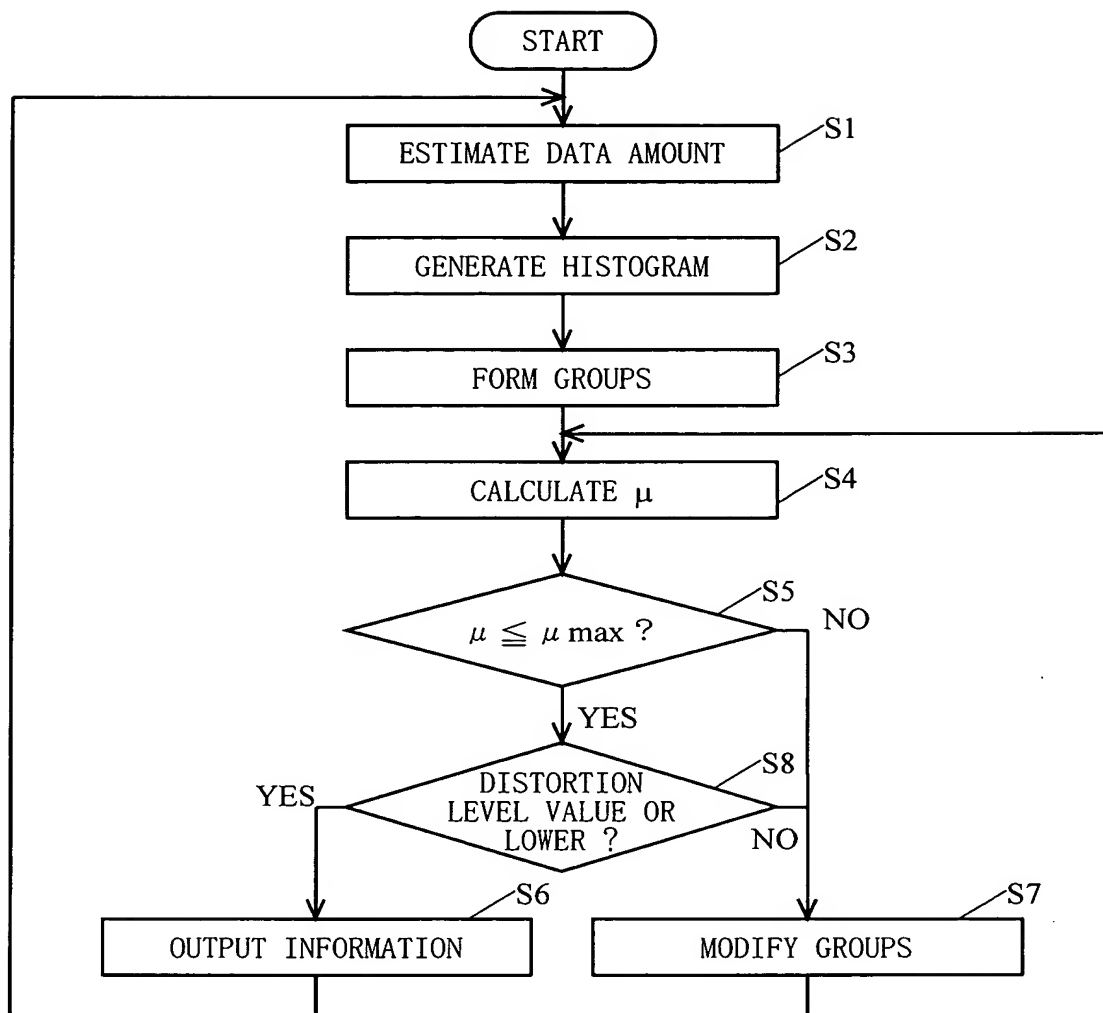 START
S1
ESTIMATE DATA AMOUNT
S2
GENERATE HISTOGRAM
S3
FORM GROUPS
S4
CALCULATE μ
S5
μ ≦ μ max ?
NO
YES
S8
DISTORTION
LEVEL VALUE OR
LOWER ?
YES
NO
S6
OUTPUT INFORMATION
S7
MODIFY GROUPS